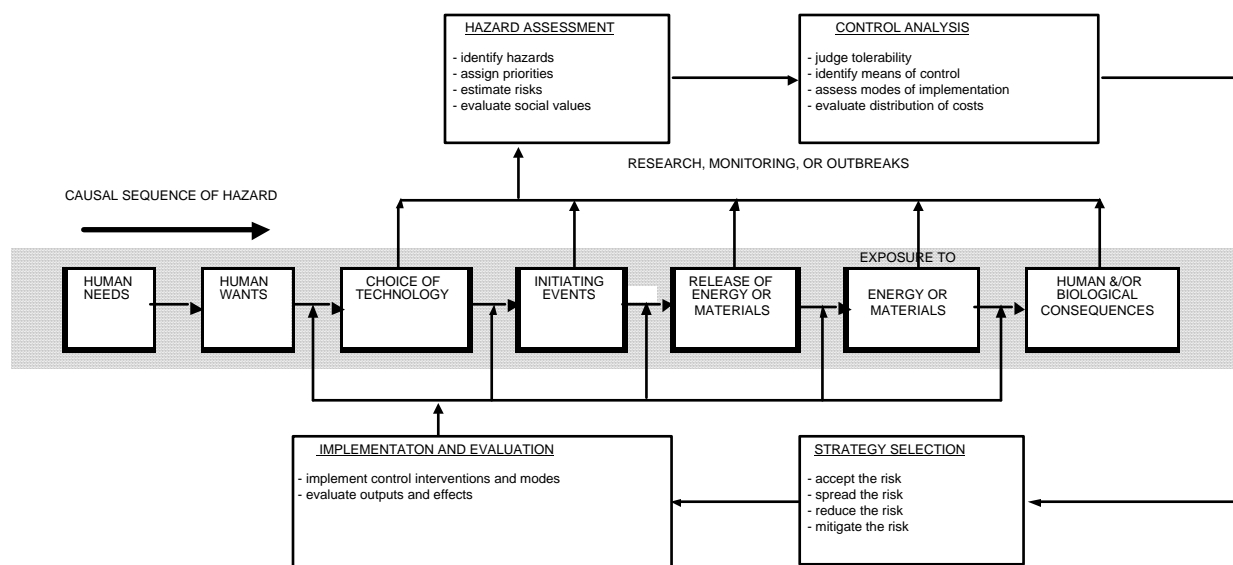 HAZARD ASSESSMENT
- identify hazards
- assign priorities
- estimate risks
- evaluate social values
CONTROL ANALYSIS
- judge tolerability
- identify means of control
- assess modes of implementation
- evaluate distribution of costs
RESEARCH, MONITORING, OR OUTBREAKS
CAUSAL SEQUENCE OF HAZARD
HUMAN
NEEDS
HUMAN
WANTS
CHOICE OF
TECHNOLOGY
INITIATING
EVENTS
RELEASE OF
ENERGY OR
MATERIALS
EXPOSURE TO
ENERGY OR
MATERIALS
HUMAN &/OR
BIOLOGICAL
CONSEQUENCES
IMPLEMENTATON AND EVALUATION
- implement control interventions and modes
- evaluate outputs and effects
STRATEGY SELECTION
- accept the risk
- spread the risk
- reduce the risk
- mitigate the risk